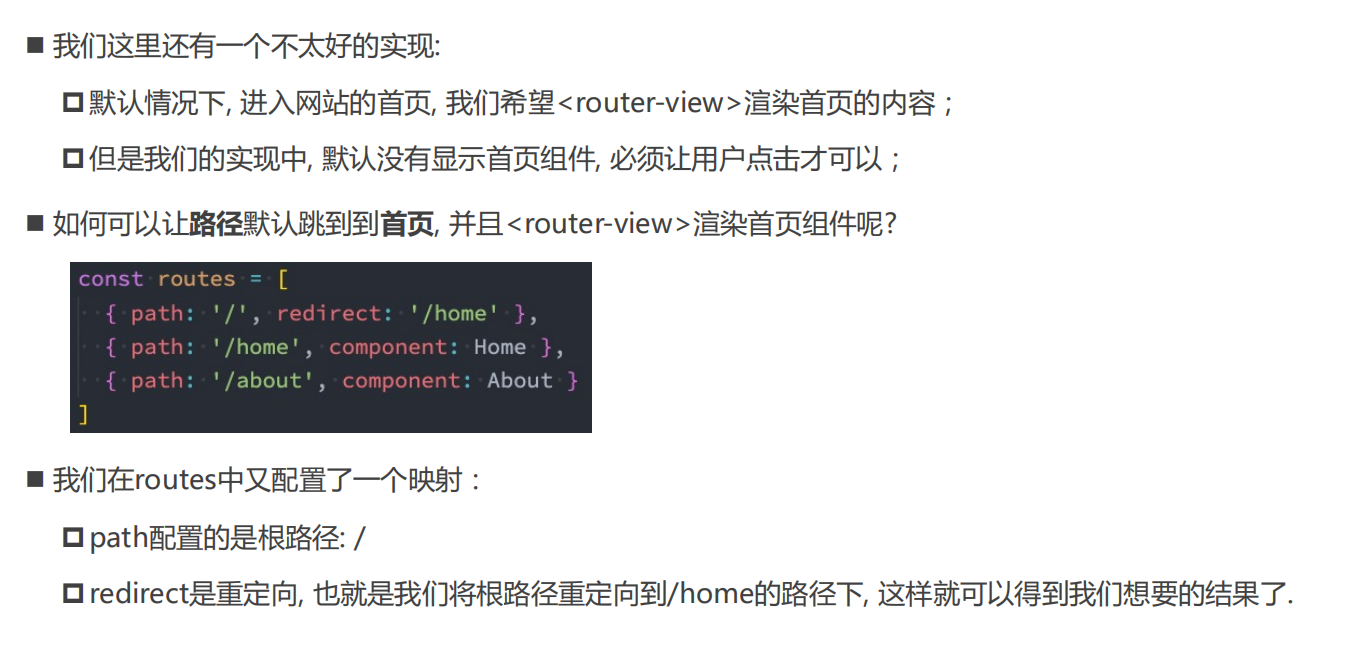 我们这里还有一个不太好的实现:
默认情况下, 进入网站的首页, 我们希望<router-view>渲染首页的内容；
但是我们的实现中, 默认没有显示首页组件, 必须让用户点击才可以；
如何可以让路径默认跳到到首页, 并且<router-view>渲染首页组件呢?
const routes = [
  { path: '/', redirect: '/home' },
  { path: '/home', component: Home },
  { path: '/about', component: About }
]
我们在routes中又配置了一个映射：
path配置的是根路径: /
redirect是重定向, 也就是我们将根路径重定向到/home的路径下, 这样就可以得到我们想要的结果了.